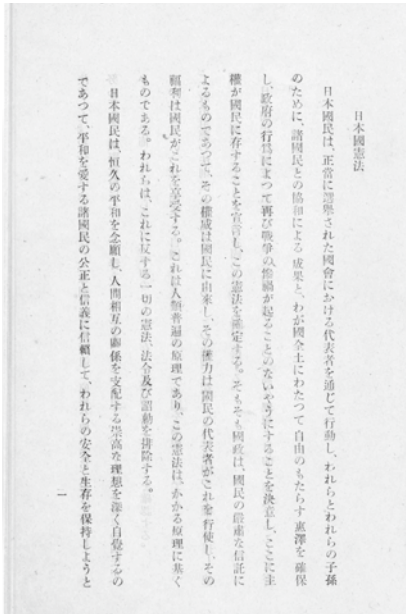 日本國憲法
日本國民は、正當に選擧された國會における代表者を通じて行動し、われらとわれらの子孫
のために、諸國民との協和による成果と、わが國全土にわたつて自由のもたらす惠澤を確保
し、政府の行爲によつて再び戰爭の慘禍が起ることのないやうにすることを決意し、ここに主
權が國民に存することを宣言し、この憲法を確定する。そもそも國政は、國民の嚴肅な信託に
よるものであつて、その權威は國民に由來し、その權力は國民の代表者がこれを行使し、その
福利は國民がこれを享受する。これは人類普遍の原理であり、この憲法は、かかる原理に基く
ものである。われらは、これに反する一切の憲法、法令及び詔勅を排除する。
日本國民は、恒久の平和を念願し、人間相互の關係を支配する崇高な理想を深く自覺するの
であつて、平和を愛する諸國民の公正と信義に信賴して、われらの安全と生存を保持しようと
一